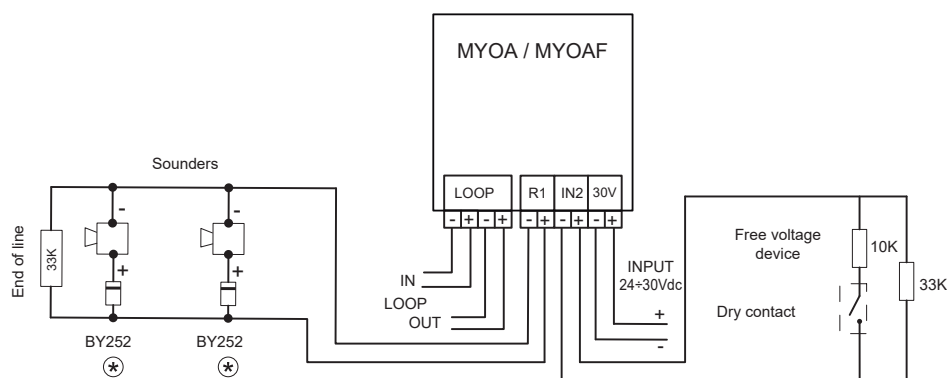 MYOA / MYOAF
Sounders
LOOP R1 IN2 30V
- + - + - + - + - +
- -
End of line
33K
+ +
BY252 BY252
* *
IN
LOOP
OUT
INPUT
24÷30Vdc
+
-
Free voltage
device
10K
33K
Dry contact